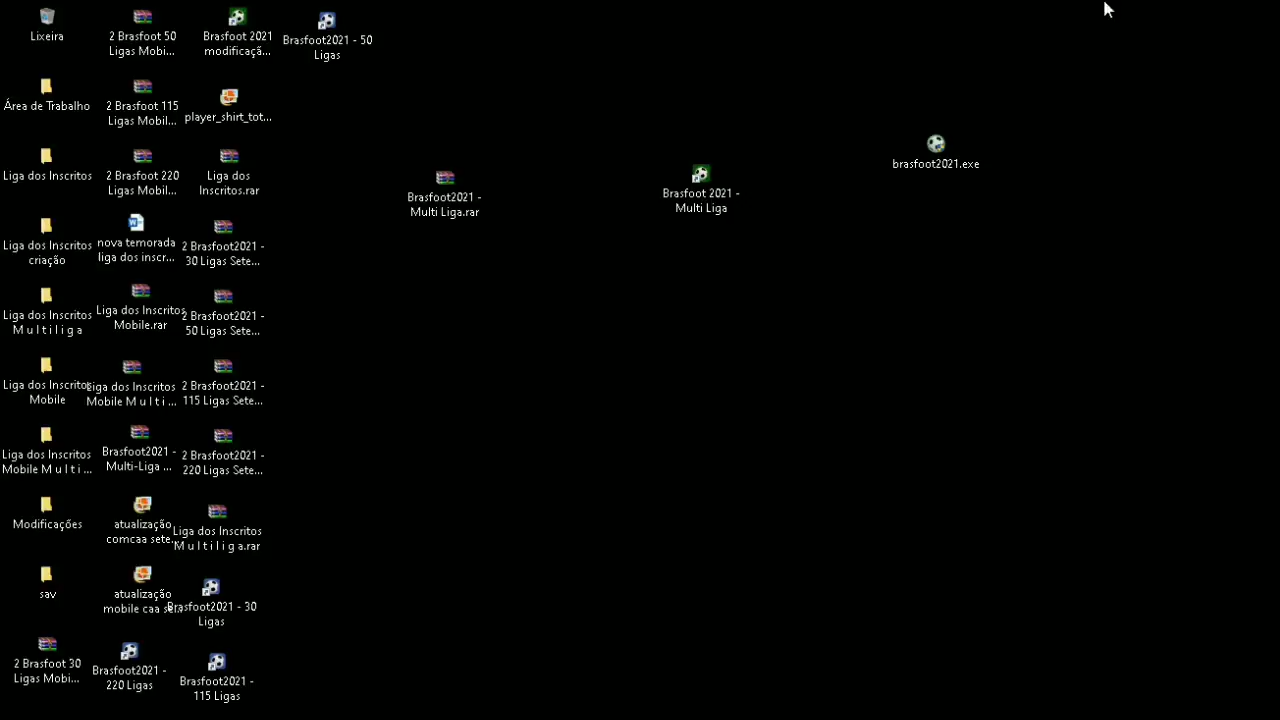 Lixeira
Área de Trabalho
Liga dos Inscritos
Liga dos Inscritos
criação
Liga dos Inscritos
M u l t i l i g a
Liga dos Inscritos
Mobile
Liga dos Inscritos
Mobile M u l t i ...
Modificações
sav
2 Brasfoot 30
Ligas Mobi...
2 Brasfoot 50
Ligas Mobi...
2 Brasfoot 115
Ligas Mobil...
2 Brasfoot 220
Ligas Mobil...
nova temorada
liga dos inscr...
Liga dos Inscritos
Mobile.rar
Liga dos Inscritos
Mobile M u l t i ...
Brasfoot2021 -
Multi-Liga ...
atualização
comcaa sete...
atualização
mobile caa se...
Brasfoot2021 -
220 Ligas
Brasfoot 2021
modificaçã...
player_shirt_tot...
Liga dos
Inscritos.rar
2 Brasfoot2021 -
30 Ligas Sete...
2 Brasfoot2021 -
50 Ligas Sete...
2 Brasfoot2021 -
115 Ligas Sete...
2 Brasfoot2021 -
220 Ligas Sete...
Liga dos Inscritos
M u l t i l i g a.rar
Brasfoot2021 - 30
Ligas
Brasfoot2021 -
115 Ligas
Brasfoot2021 - 50
Ligas
Brasfoot2021 -
Multi Liga.rar
Brasfoot 2021 -
Multi Liga
brasfoot2021.exe